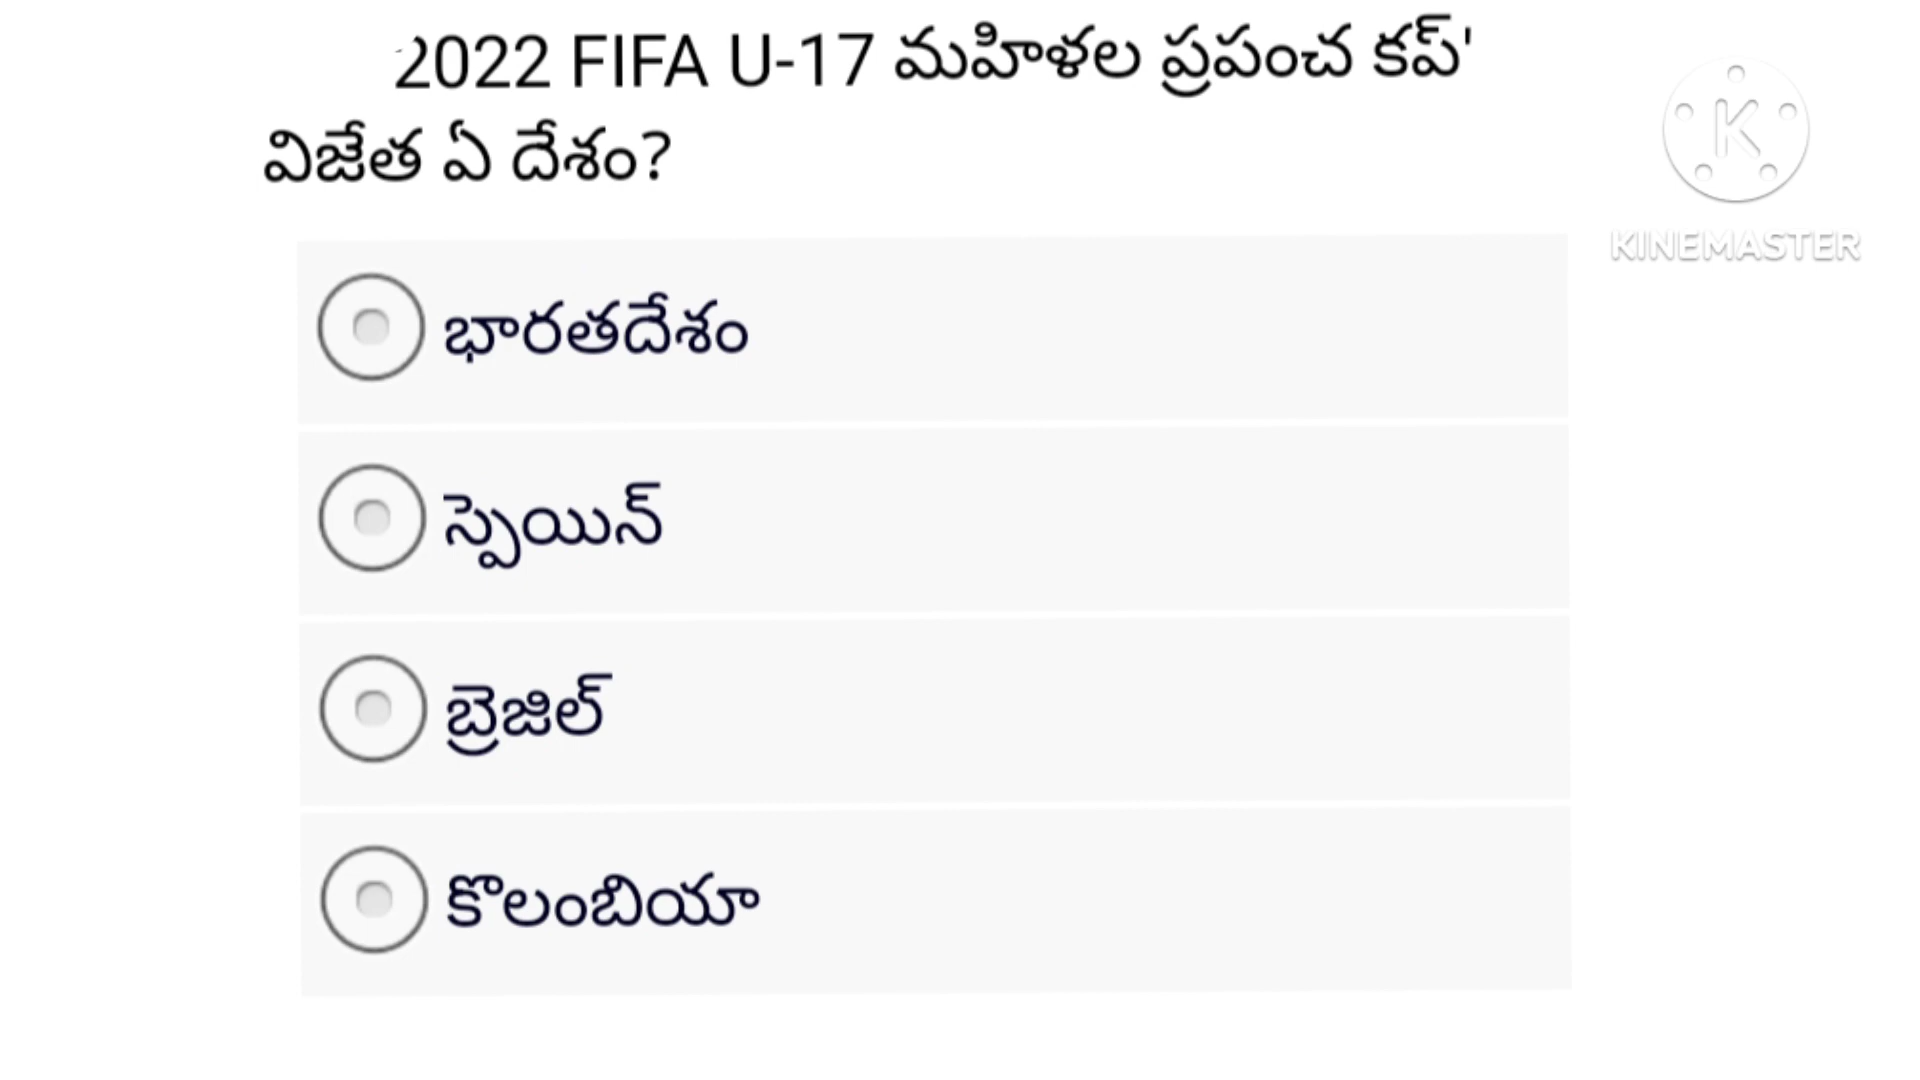 2022 FIFA U-17 మహిళల ప్రపంచ కప్'
విజేత ఏ దేశం?
K
KINEMASTER
భారతదేశం
స్పెయిన్
బ్రెజిల్
కొలంబియా